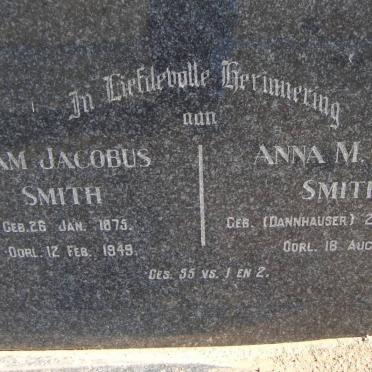 In Liefdevolle Herinnering
aan
AM JACOBUS
SMITH
GEB. 26 JAN. 1875.
OORL. 12 FEB. 1949.
ANNA M.
SMIT
GEB. (DANNHAUSER) 2
OORL. 18 AUG
GES. 55 VS. 1 EN 2.